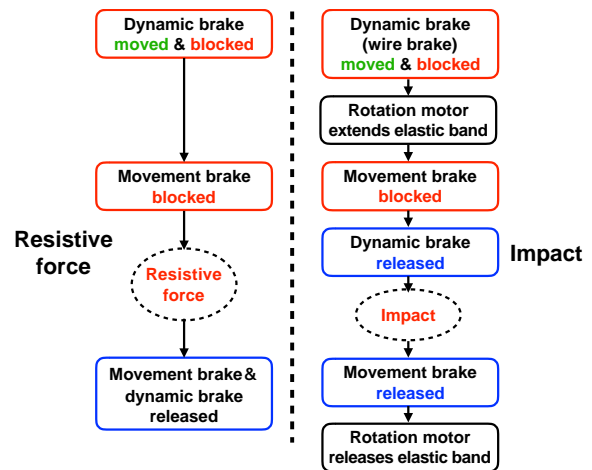 Dynamic brake
moved & blocked
Movement brake
blocked
Resistive
force
Resistive
force
Movement brake&
dynamic brake
released
Dynamic brake
(wire brake)
moved & blocked
Rotation motor
extends elastic band
Movement brake
blocked
Dynamic brake
released
Impact
Impact
Movement brake
released
Rotation motor
releases elastic band